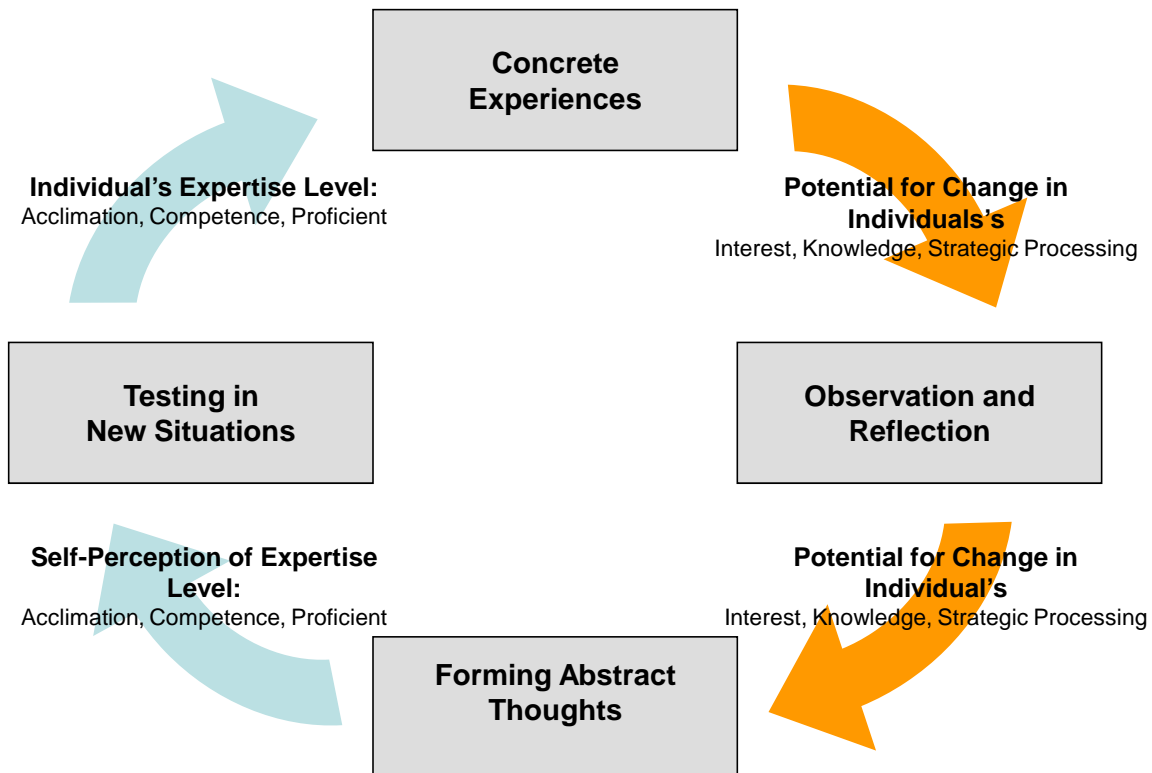 Concrete
Experiences
Individual's Expertise Level:
Acclimation, Competence, Proficient
Potential for Change in
Individuals's
Interest, Knowledge, Strategic Processing
Testing in
New Situations
Observation and
Reflection
Self-Perception of Expertise
Level:
Acclimation, Competence, Proficient
Potential for Change in
Individual's
Interest, Knowledge, Strategic Processing
Forming Abstract
Thoughts